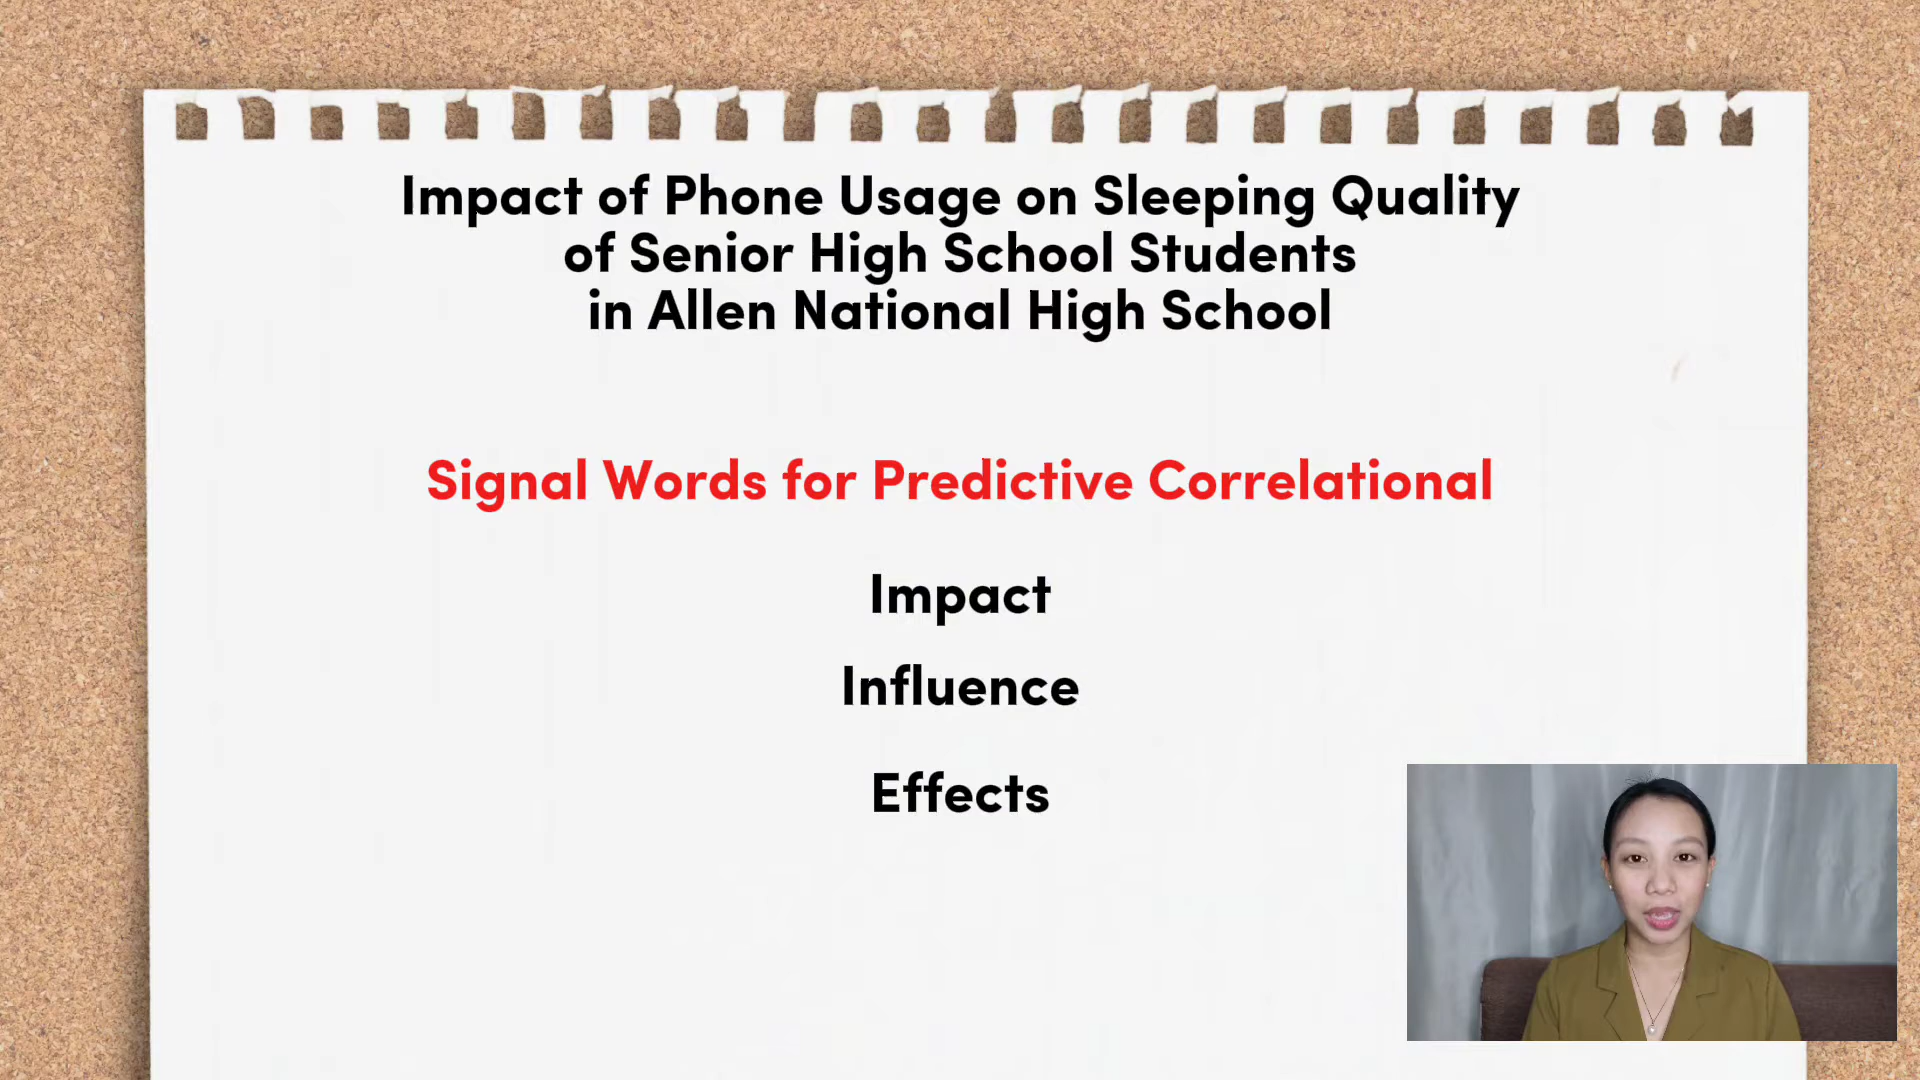 Impact of Phone Usage on Sleeping Quality
of Senior High School Students
in Allen National High School
Signal Words for Predictive Correlational
Impact
Influence
Effects